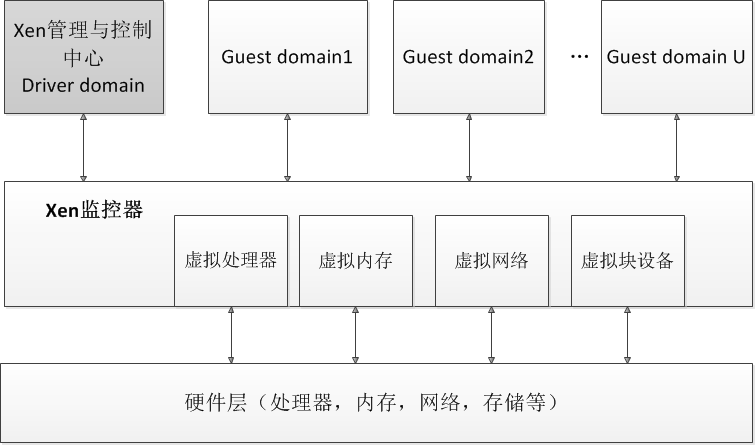 Xen管理与控制
中心
Driver domain
Guest domain1
Guest domain2
...
Guest domain U
Xen监控器
虚拟处理器
虚拟内存
虚拟网络
虚拟块设备
硬件层（处理器，内存，网络，存储等）